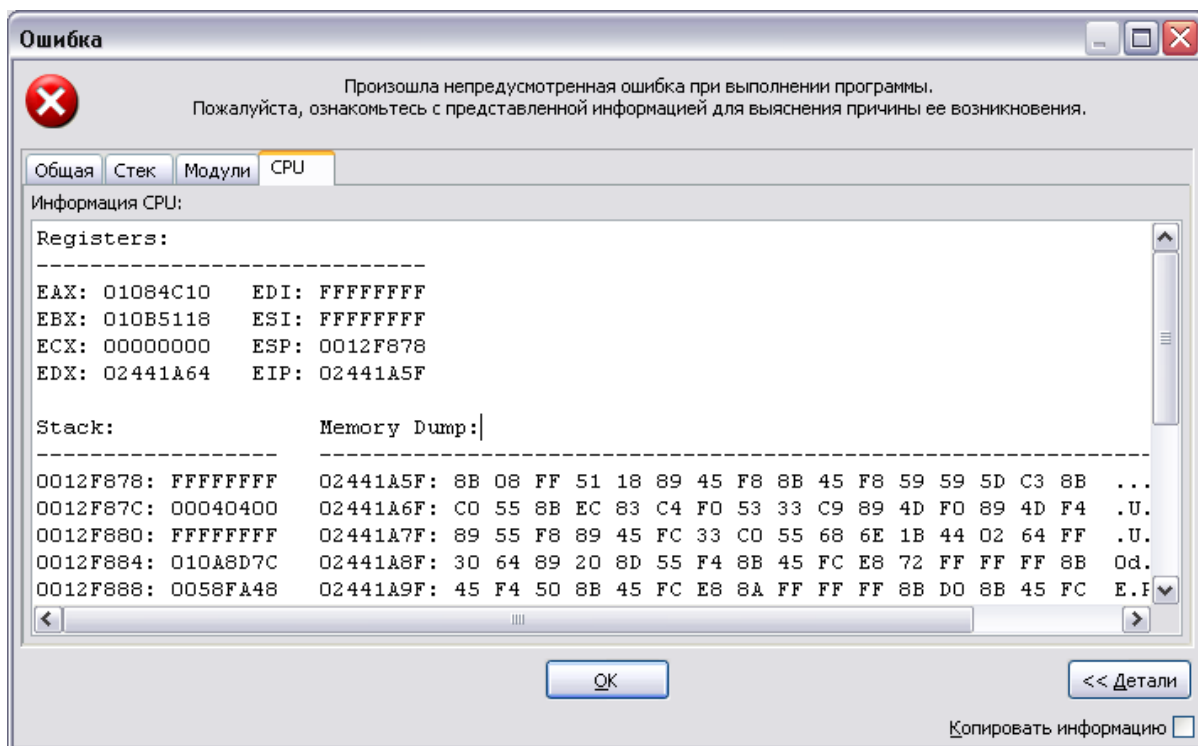 Ошибка
Произошла непредусмотренная ошибка при выполнении программы.
Пожалуйста, ознакомьтесь с представленной информацией для выяснения причины ее возникновения.
Общая Стек Модули CPU
Информация CPU:
Registers:
-----------------------------
EAX: 01084C10 EDI: FFFFFFFF
EBX: 010B5118 ESI: FFFFFFFF
ECX: 00000000 ESP: 0012F878
EDX: 02441A64 EIP: 02441A5F
Stack: Memory Dump:
------------------ ---------------------------------------------------------------
0012F878: FFFFFFFF 02441A5F: 8B 08 FF 51 18 89 45 F8 8B 45 F8 59 59 5D C3 8B ...
0012F87C: 00040400 02441A6F: C0 55 8B EC 83 C4 F0 53 33 C9 89 4D F0 89 4D F4 .U.
0012F880: FFFFFFFF 02441A7F: 89 55 F8 89 45 FC 33 C0 55 68 6E 1B 44 02 64 FF .U.
0012F884: 010A8D7C 02441A8F: 30 64 89 20 8D 55 F4 8B 45 FC E8 72 FF FF FF 8B 0d.
0012F888: 0058FA48 02441A9F: 45 F4 50 8B 45 FC E8 8A FF FF FF 8B D0 8B 45 FC E.P
OK
<< Детали
Копировать информацию